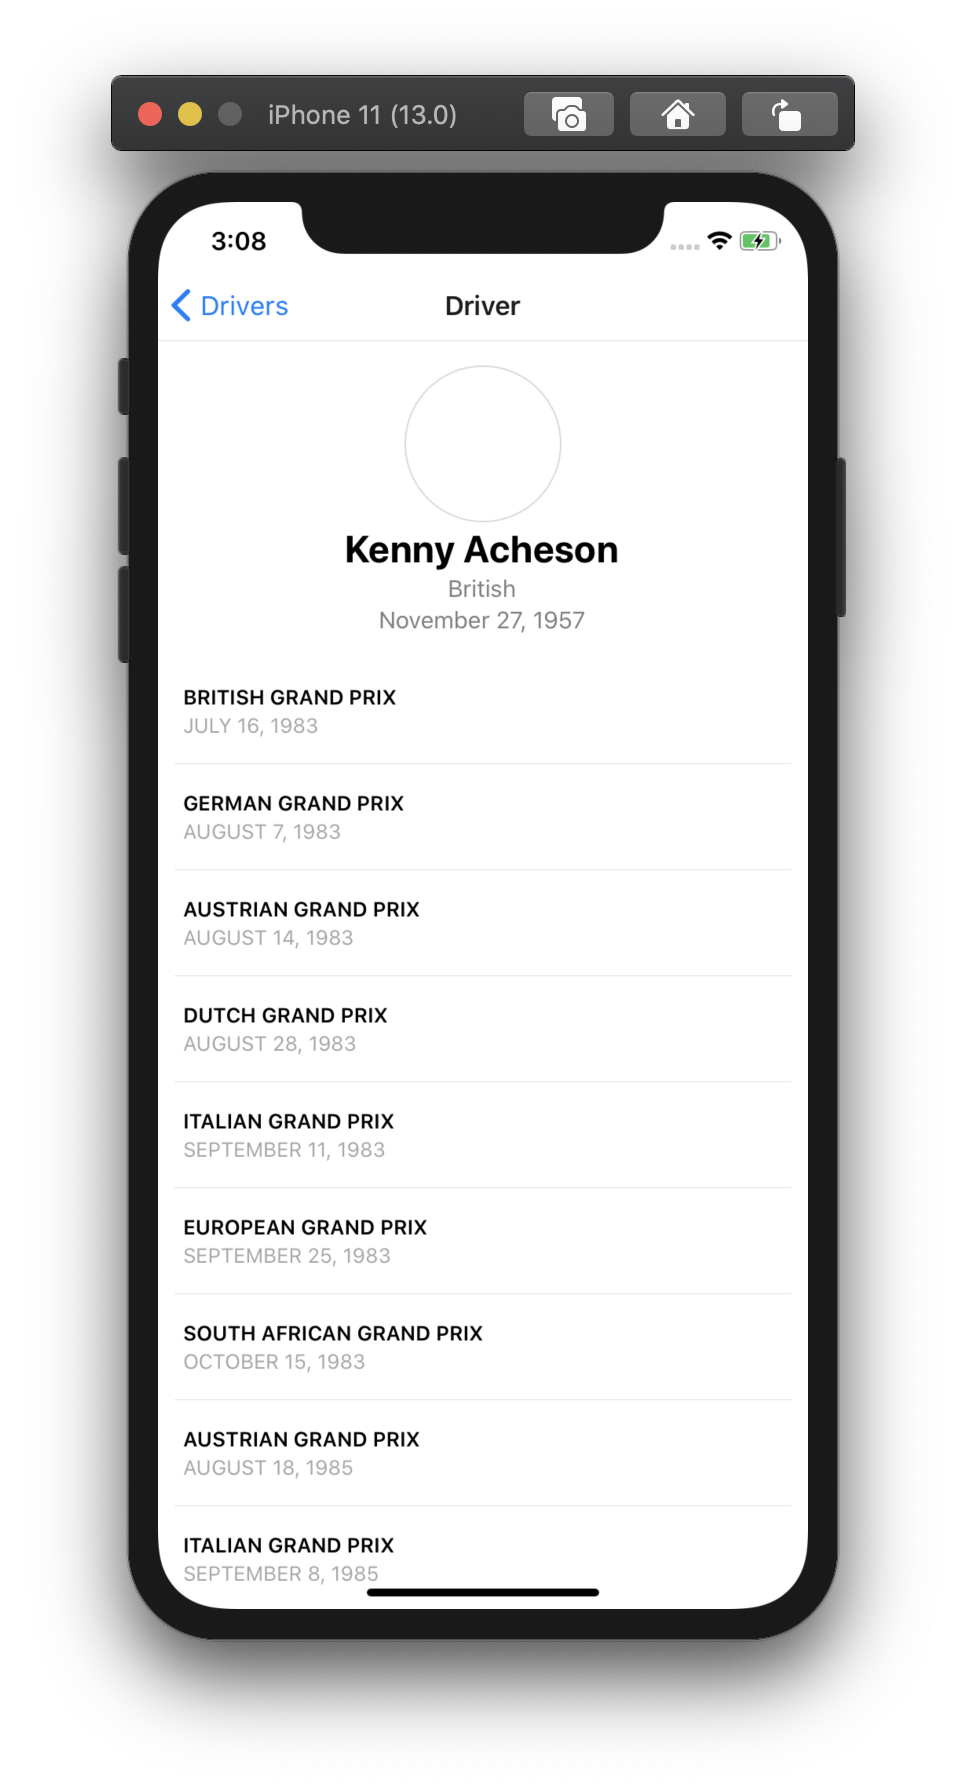 iPhone 11 (13.0)
3:08
Drivers
Driver
Kenny Acheson
British
November 27, 1957
BRITISH GRAND PRIX
JULY 16, 1983
GERMAN GRAND PRIX
AUGUST 7, 1983
AUSTRIAN GRAND PRIX
AUGUST 14, 1983
DUTCH GRAND PRIX
AUGUST 28, 1983
ITALIAN GRAND PRIX
SEPTEMBER 11, 1983
EUROPEAN GRAND PRIX
SEPTEMBER 25, 1983
SOUTH AFRICAN GRAND PRIX
OCTOBER 15, 1983
AUSTRIAN GRAND PRIX
AUGUST 18, 1985
ITALIAN GRAND PRIX
SEPTEMBER 8, 1985